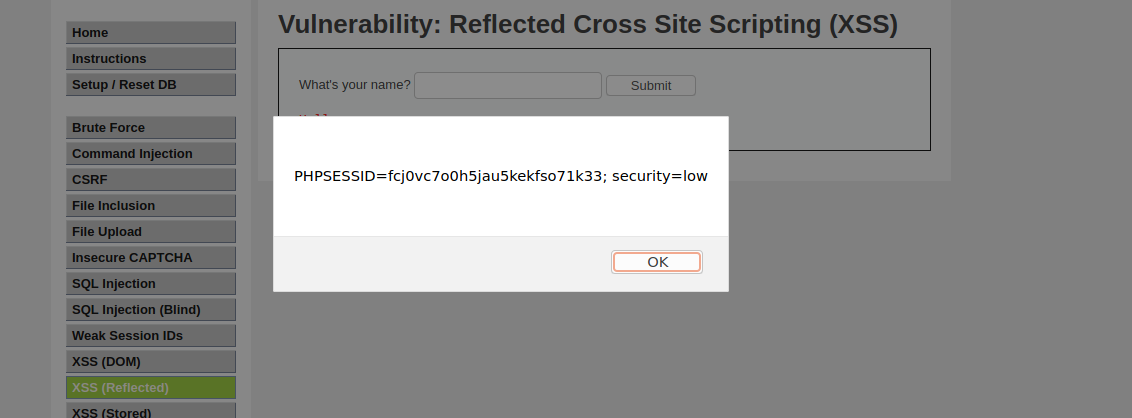 Home
Instructions
Setup / Reset DB
Brute Force
Command Injection
CSRF
File Inclusion
File Upload
Insecure CAPTCHA
SQL Injection
SQL Injection (Blind)
Weak Session IDs
XSS (DOM)
XSS (Reflected)
XSS (Stored)
Vulnerability: Reflected Cross Site Scripting (XSS)
What's your name? Submit
PHPSESSID=fcj0vc7o0h5jau5kekfso71k33; security=low
OK